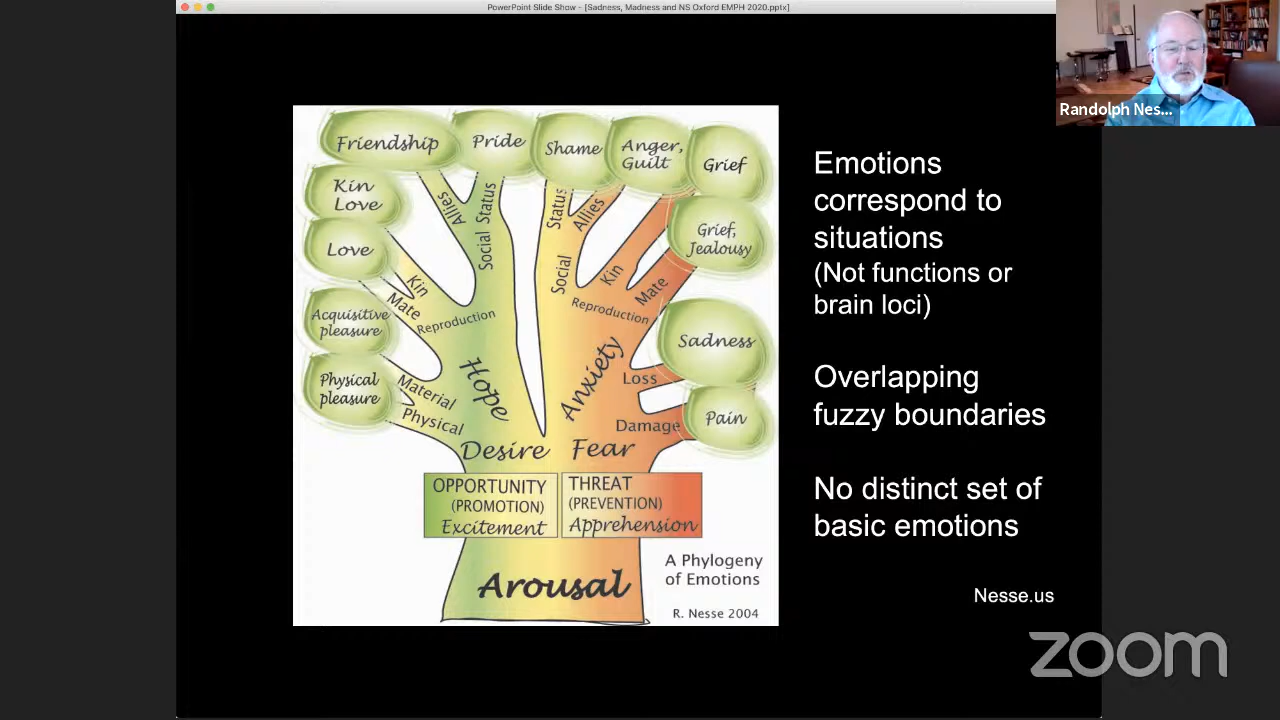 PowerPoint Slide Show - [Sadness, Madness and NS Oxford EMPH 2020.pptx]
Randolph Nes...
Friendship
Pride
Shame
Anger,
Guilt
Grief
Kin
Love
Love
Acquisitive
pleasure
Physical
pleasure
Grief,
Jealousy
Sadness
Pain
Allies
Social Status
Status
Allies
Social
Kin
Mate
Reproduction
Kin
Mate
Reproduction
Material
Physical
Hope
Anxiety
Loss
Damage
Desire
Fear
OPPORTUNITY
(PROMOTION)
Excitement
THREAT
(PREVENTION)
Apprehension
Arousal
A Phylogeny
of Emotions
R. Nesse 2004
Emotions
correspond to
situations
(Not functions or
brain loci)
Overlapping
fuzzy boundaries
No distinct set of
basic emotions
Nesse.us
zoom